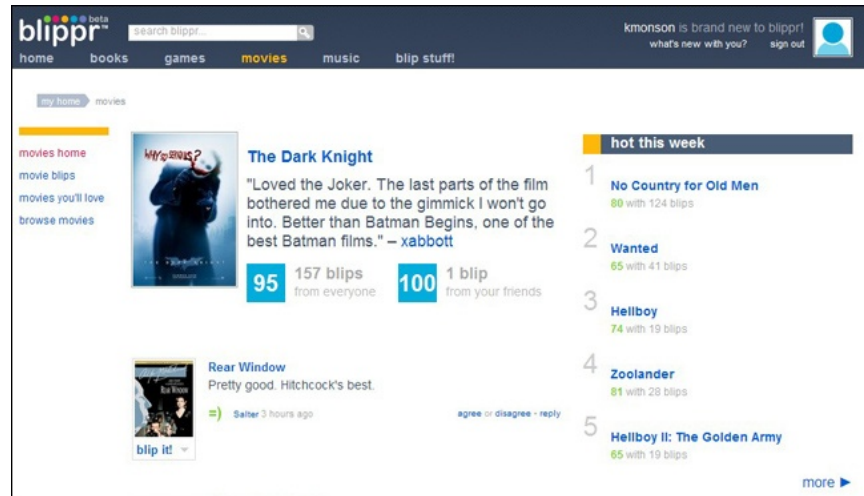 beta
blippr™
search blippr...
kmonson is brand new to blippr!
what's new with you? sign out
home books games movies music blip stuff!
my home movies
movies home
movie blips
movies you'll love
browse movies
WHY SO SERIOUS?
The Dark Knight
"Loved the Joker. The last parts of the film
bothered me due to the gimmick I won't go
into. Better than Batman Begins, one of the
best Batman films." – xabbott
95 157 blips
from everyone
100 1 blip
from your friends
REAR WINDOW
Rear Window
Pretty good. Hitchcock's best.
=) Salter 3 hours ago
agree or disagree - reply
blip it!
hot this week
1 No Country for Old Men
80 with 124 blips
2 Wanted
65 with 41 blips
3 Hellboy
74 with 19 blips
4 Zoolander
81 with 28 blips
5 Hellboy II: The Golden Army
65 with 19 blips
more ►